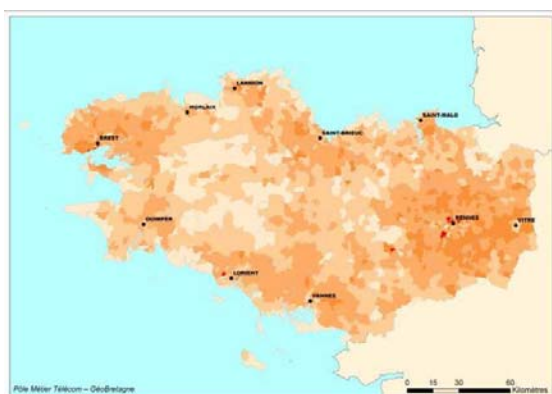 LANNION
MORLAIX
SAINT-MALO
BREST
SAINT-BRIEUC
RENNES
VITRE
QUIMPER
LORIENT
VANNES
0 15 30 60
Kilomètres
Pôle Métier Télécom – GéoBretagne